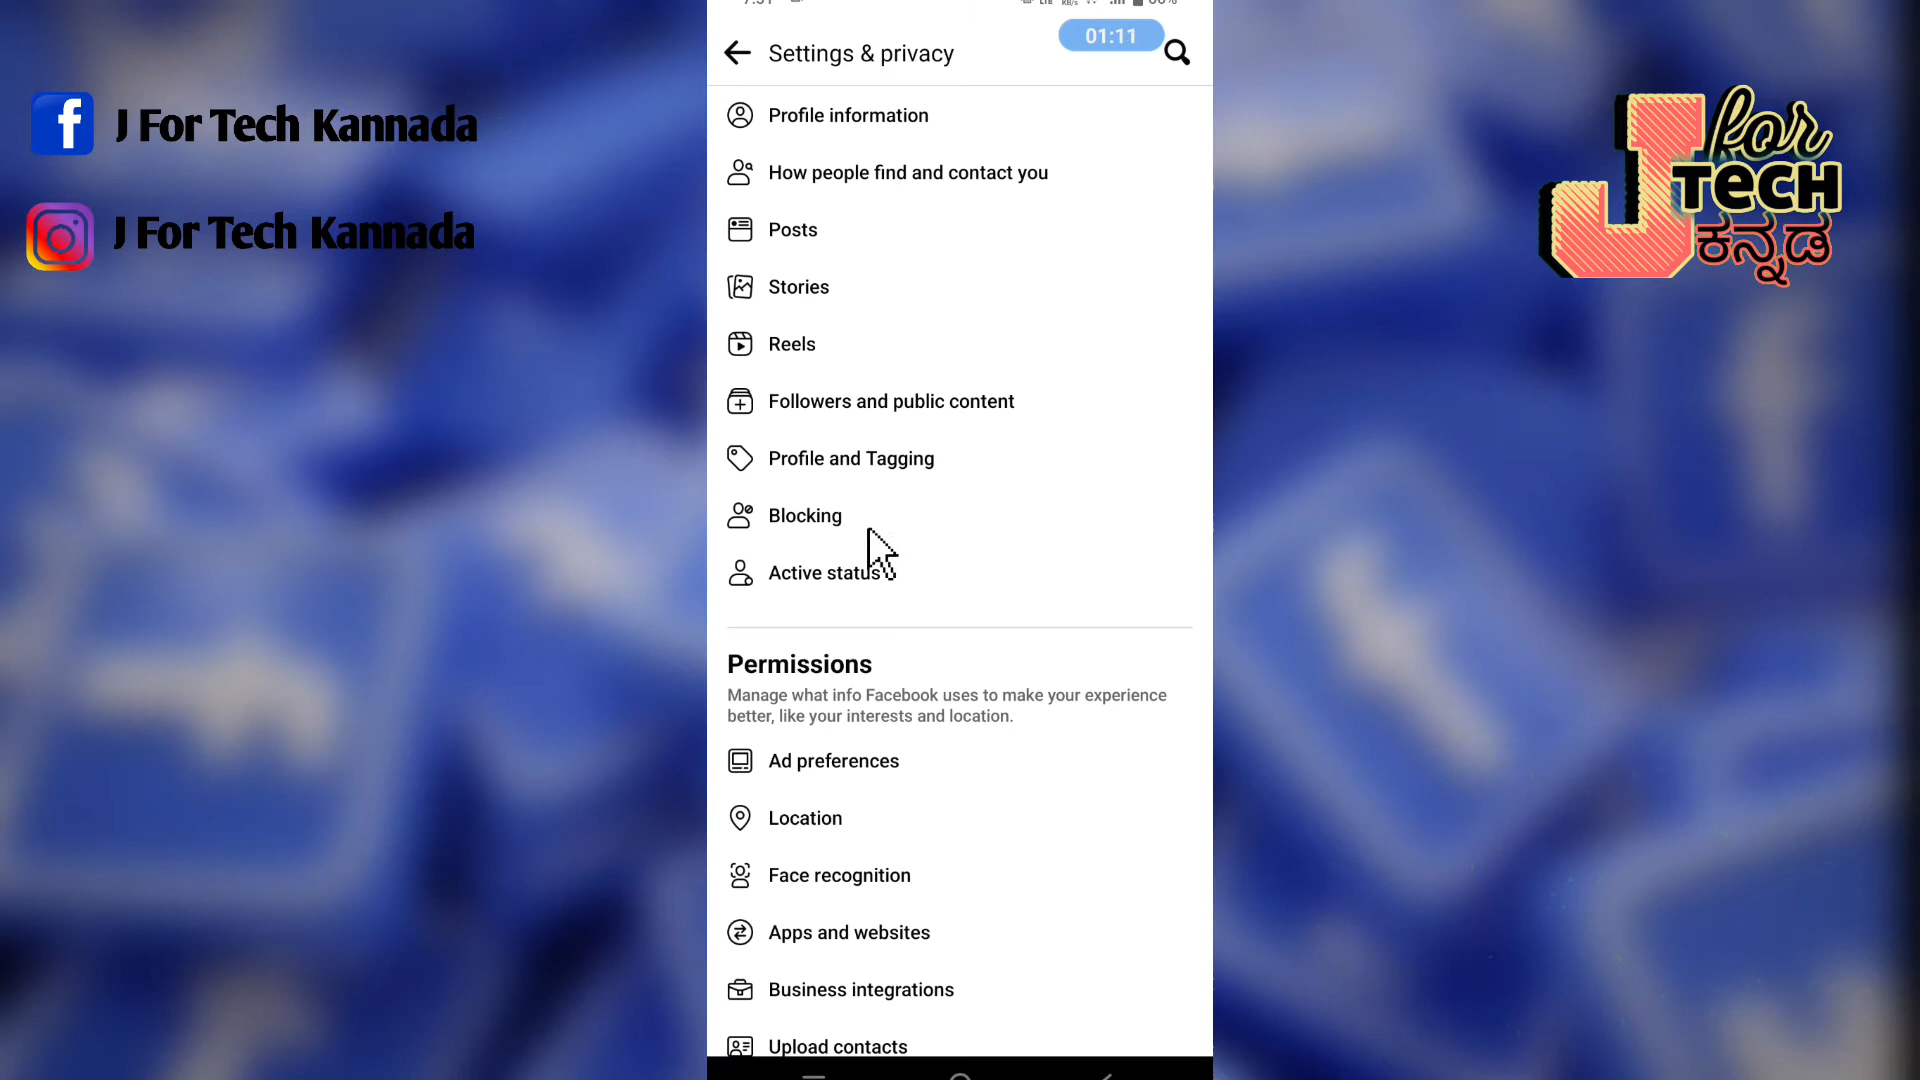 01:11
Settings & privacy
J For Tech Kannada
J For Tech Kannada
J for
TECH
ಕನ್ನಡ
Profile information
How people find and contact you
Posts
Stories
Reels
Followers and public content
Profile and Tagging
Blocking
Active status
Permissions
Manage what info Facebook uses to make your experience
better, like your interests and location.
Ad preferences
Location
Face recognition
Apps and websites
Business integrations
Upload contacts